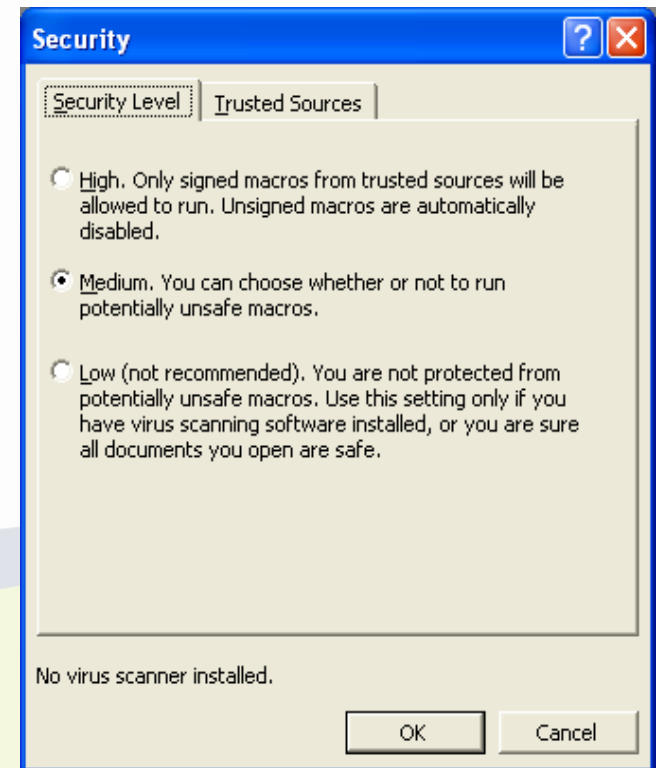 Security
Security Level
Trusted Sources
High. Only signed macros from trusted sources will be
allowed to run. Unsigned macros are automatically
disabled.
Medium. You can choose whether or not to run
potentially unsafe macros.
Low (not recommended). You are not protected from
potentially unsafe macros. Use this setting only if you
have virus scanning software installed, or you are sure
all documents you open are safe.
No virus scanner installed.
OK
Cancel